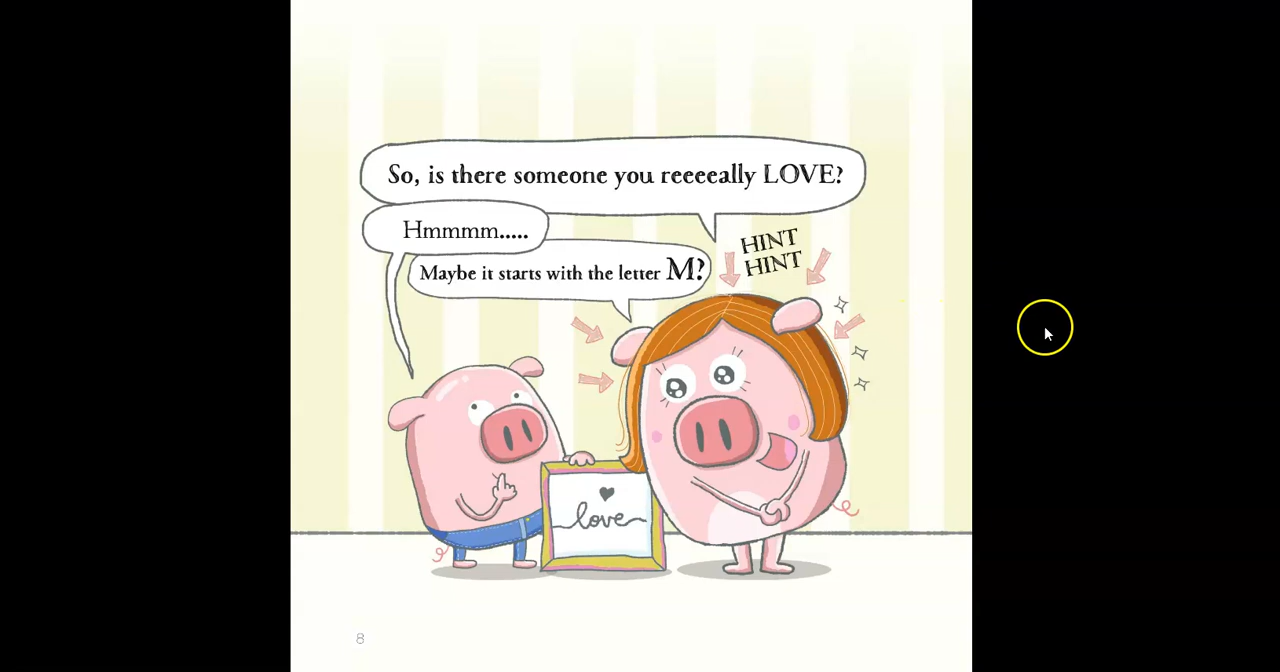 So, is there someone you reeeeally LOVE?
Hmmmm.....
Maybe it starts with the letter M?
HINT
HINT
love
8